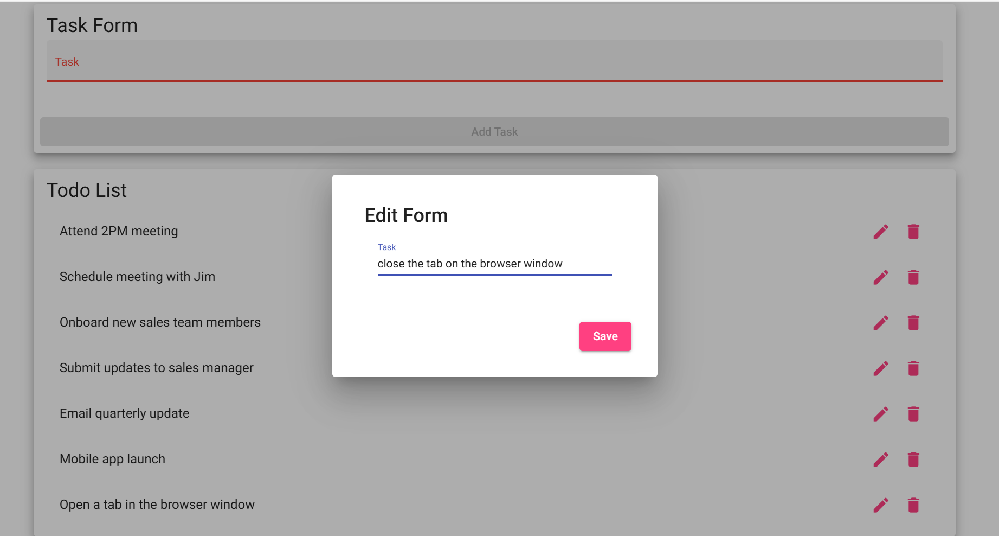 Task Form
Task
Add Task
Todo List
Attend 2PM meeting
Schedule meeting with Jim
Onboard new sales team members
Submit updates to sales manager
Email quarterly update
Mobile app launch
Open a tab in the browser window
Edit Form
Task
close the tab on the browser window
Save